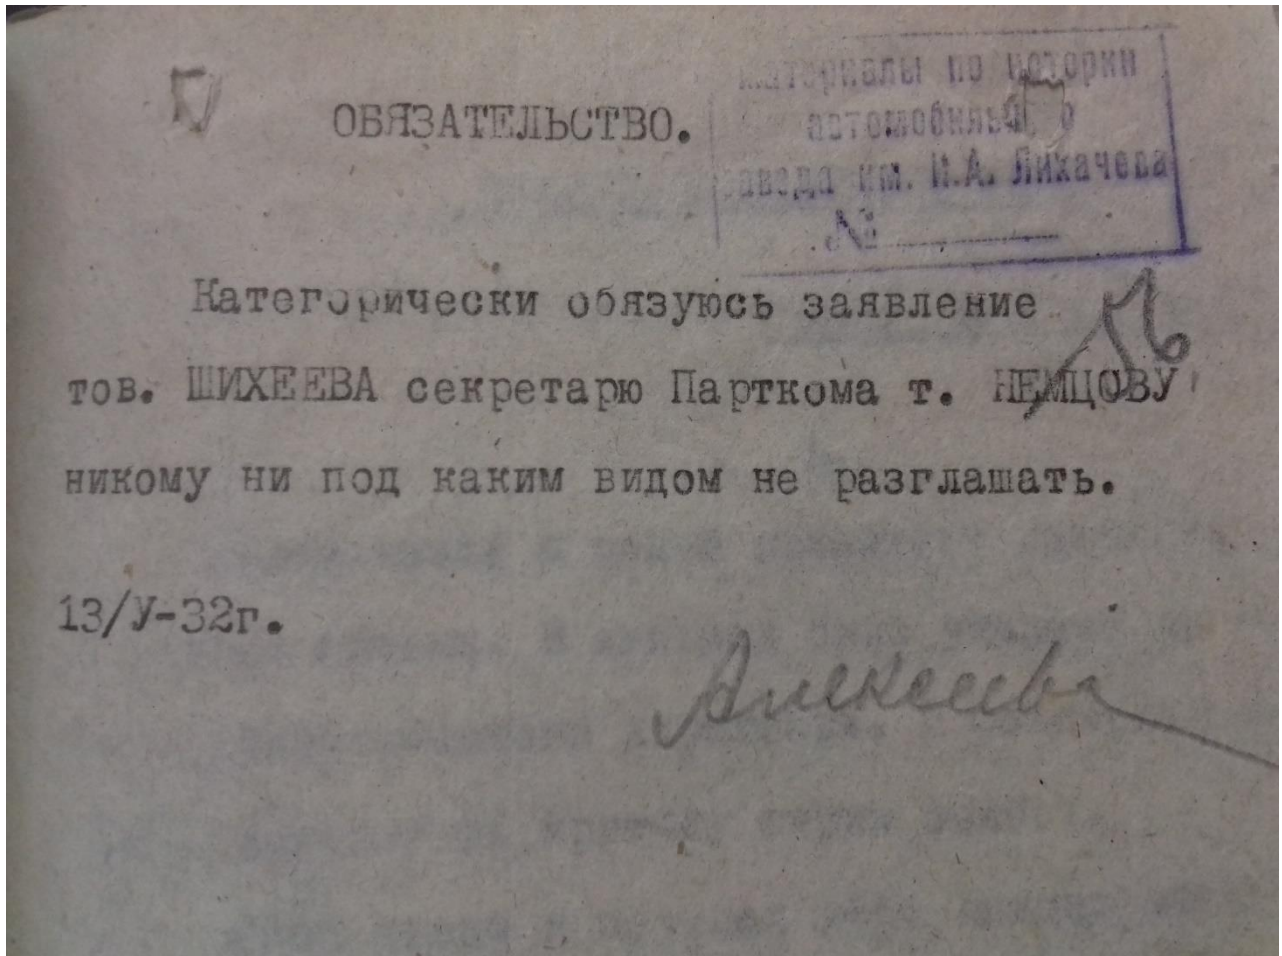 ОБЯЗАТЕЛЬСТВО.
материалы по истории
автомобильного
завода им. И.А. Лихачева
№
Категорически обязуюсь заявление
тов. ШИХЕЕВА секретарю Парткома т. НЕМЦОВУ
никому ни под каким видом не разглашать.
13/У-32г.
Алексеева